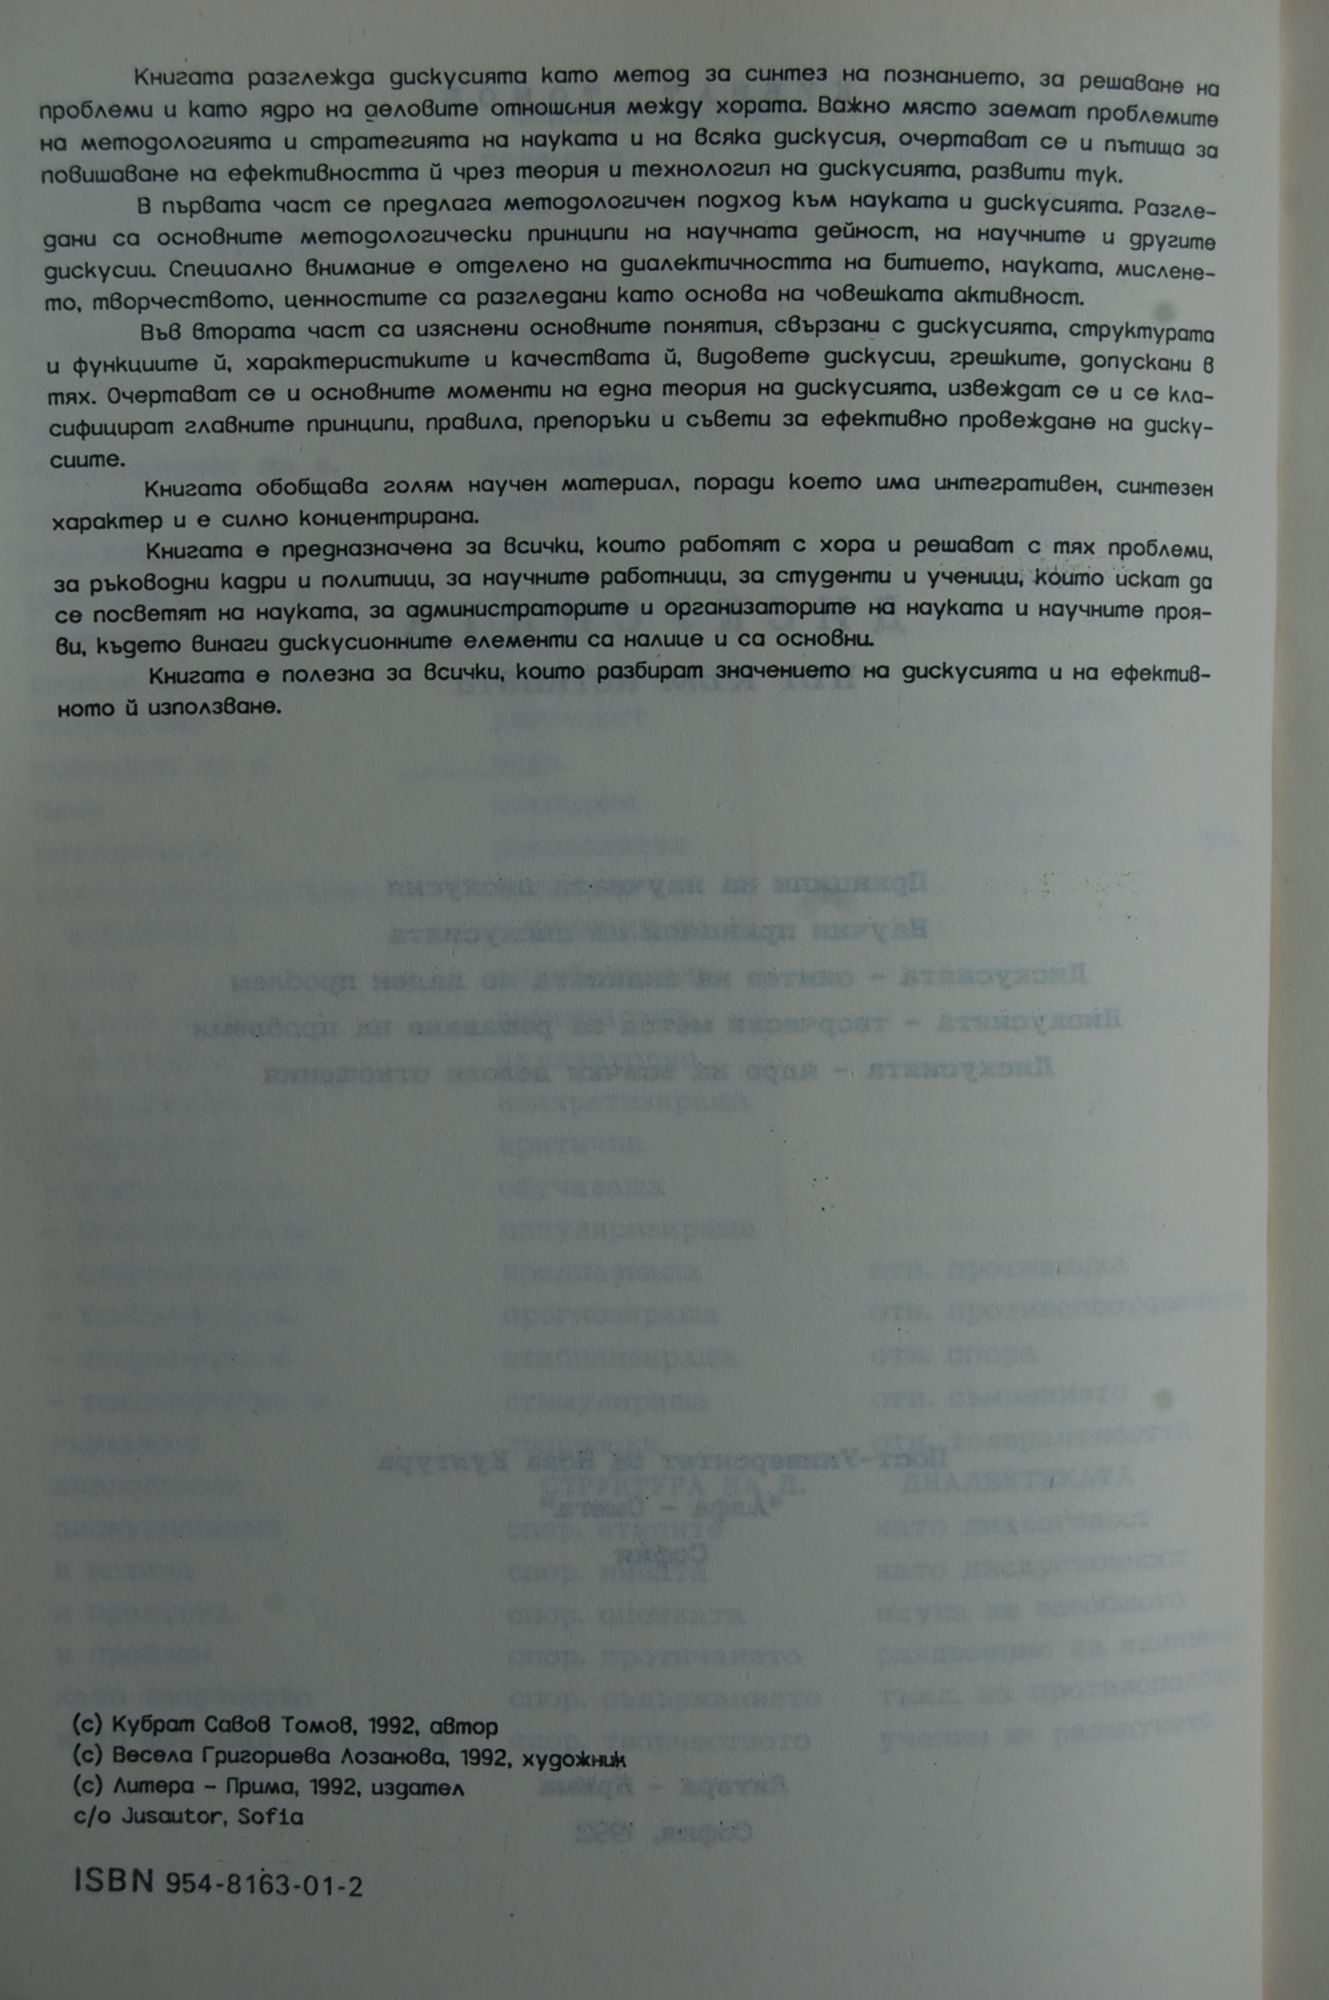 Книгата разглежда дискусията като метод за синтез на познанието, за решаване на
проблеми и като ядро на деловите отношония между хората. Важно място заемат проблемите
на методологията и стратегията на науката и на всяка дискусия, очертават се и пътища за
повишаване на ефективността й чрез теория и технология на дискусията, развити тук.
В първата част се предлага методологичен подход към науката и дискусията. Разгле-
дани са основните методологически принципи на научната дейност, на научните и другите
дискусии. Специално внимание е отделено на диалектичността на битието, науката, мислене-
то, творчеството, ценностите са разгледани като основа на човешката активност.
Във втората част са изяснени основните понятия, свързани с дискусията, структурата
и функциите й, характеристиките и качествата й, видовете дискусии, грешките, допускани в
тях. Очертават се и основните моменти на една теория на дискусията, извеждат се и се кла-
сифицират главните принципи, правила, препоръки и съвети за ефективно провеждане на диску-
сиите.
Книгата обобщава голям научен материал, поради което има интегративен, синтезен
характер и е силно концентрирана.
Книгата е предназначена за всички, които работят с хора и решават с тях проблеми,
за ръководни кадри и политици, за научните работници, за студенти и ученици, които искат да
се посветят на науката, за администраторите и организаторите на науката и научните проя-
ви, където винаги дискусионните елементи са налице и са основни.
Книгата е полезна за всички, които разбират значението на дискусията и на ефектив-
ното й използване.
(c) Кубрат Савов Томов, 1992, автор
(c) Весела Григориева Лозанова, 1992, художник
(c) Литера - Прима, 1992, издател
c/o Jusautor, Sofia
ISBN 954-8163-01-2